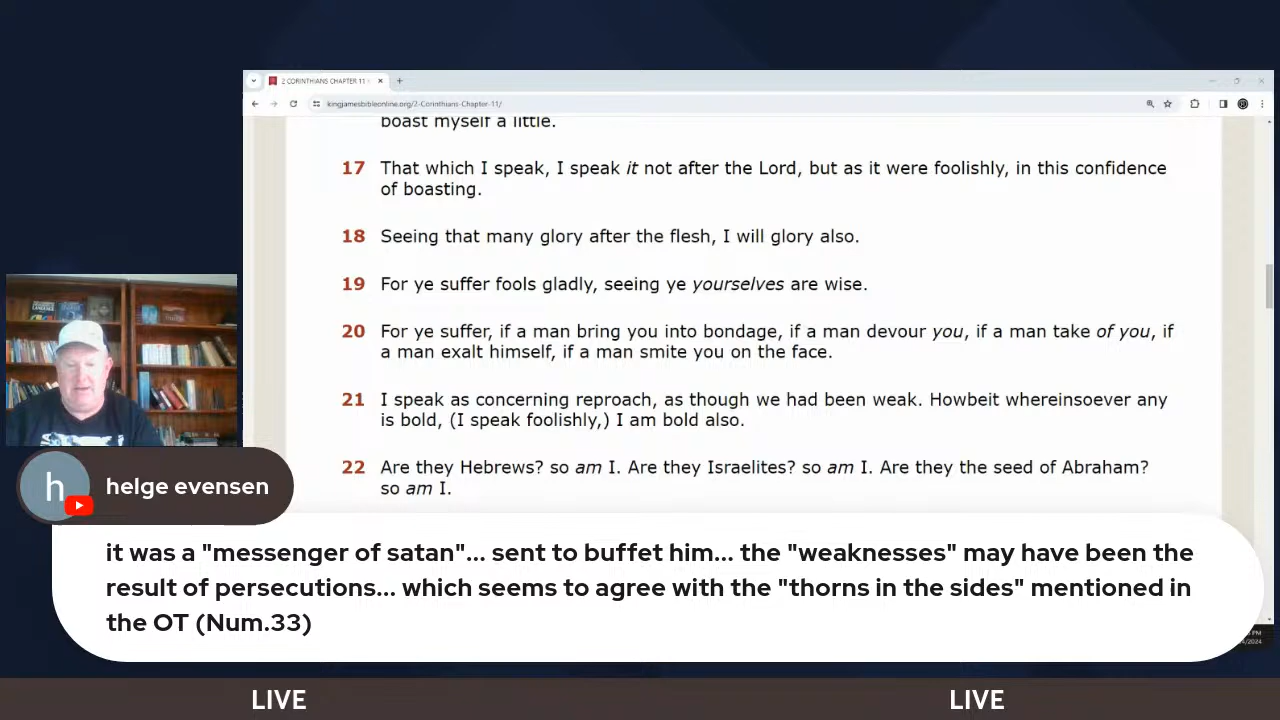 2 CORINTHIANS CHAPTER 11
kingjamesbibleonline.org/2-Corinthians-Chapter-11/
boast myself a little.
17 That which I speak, I speak it not after the Lord, but as it were foolishly, in this confidence
of boasting.
18 Seeing that many glory after the flesh, I will glory also.
19 For ye suffer fools gladly, seeing ye yourselves are wise.
20 For ye suffer, if a man bring you into bondage, if a man devour you, if a man take of you, if
a man exalt himself, if a man smite you on the face.
21 I speak as concerning reproach, as though we had been weak. Howbeit whereinsoever any
is bold, (I speak foolishly,) I am bold also.
22 Are they Hebrews? so am I. Are they Israelites? so am I. Are they the seed of Abraham?
so am I.
h
helge evensen
it was a "messenger of satan"... sent to buffet him... the "weaknesses" may have been the
result of persecutions... which seems to agree with the "thorns in the sides" mentioned in
the OT (Num.33)
LIVE LIVE